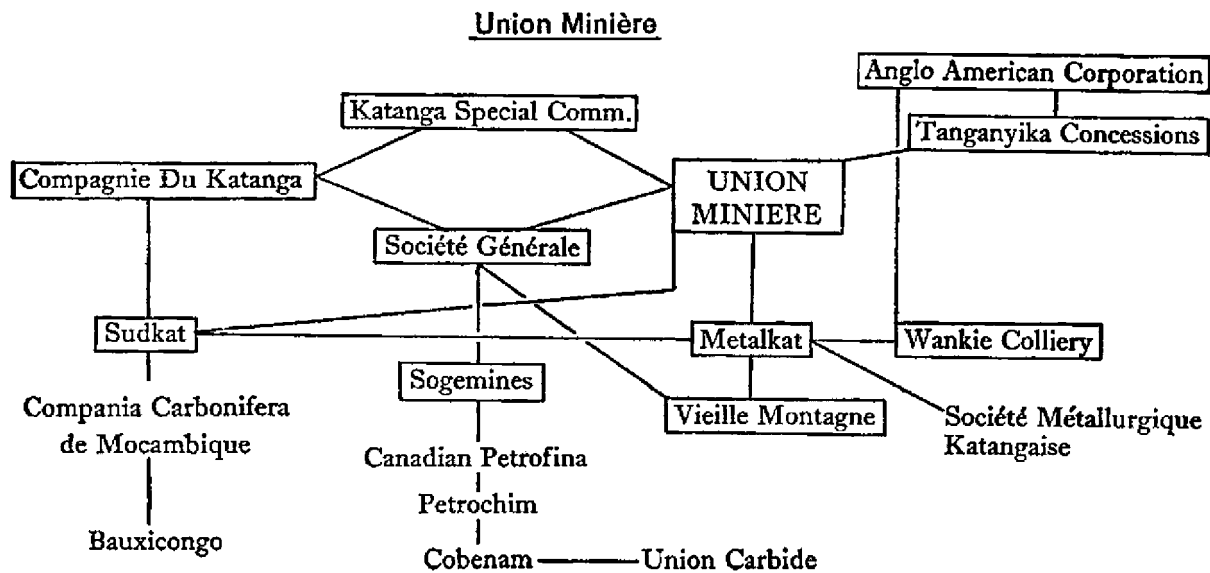 Union Minière
Anglo American Corporation
Katanga Special Comm.
Tanganyika Concessions
Compagnie Du Katanga
UNION
MINIERE
Société Générale
Sudkat
Metalkat
Wankie Colliery
Sogemines
Compania Carbonifera
de Moçambique
Vieille Montagne
Société Métallurgique
Katangaise
Canadian Petrofina
Petrochim
Bauxicongo
Cobenam
Union Carbide